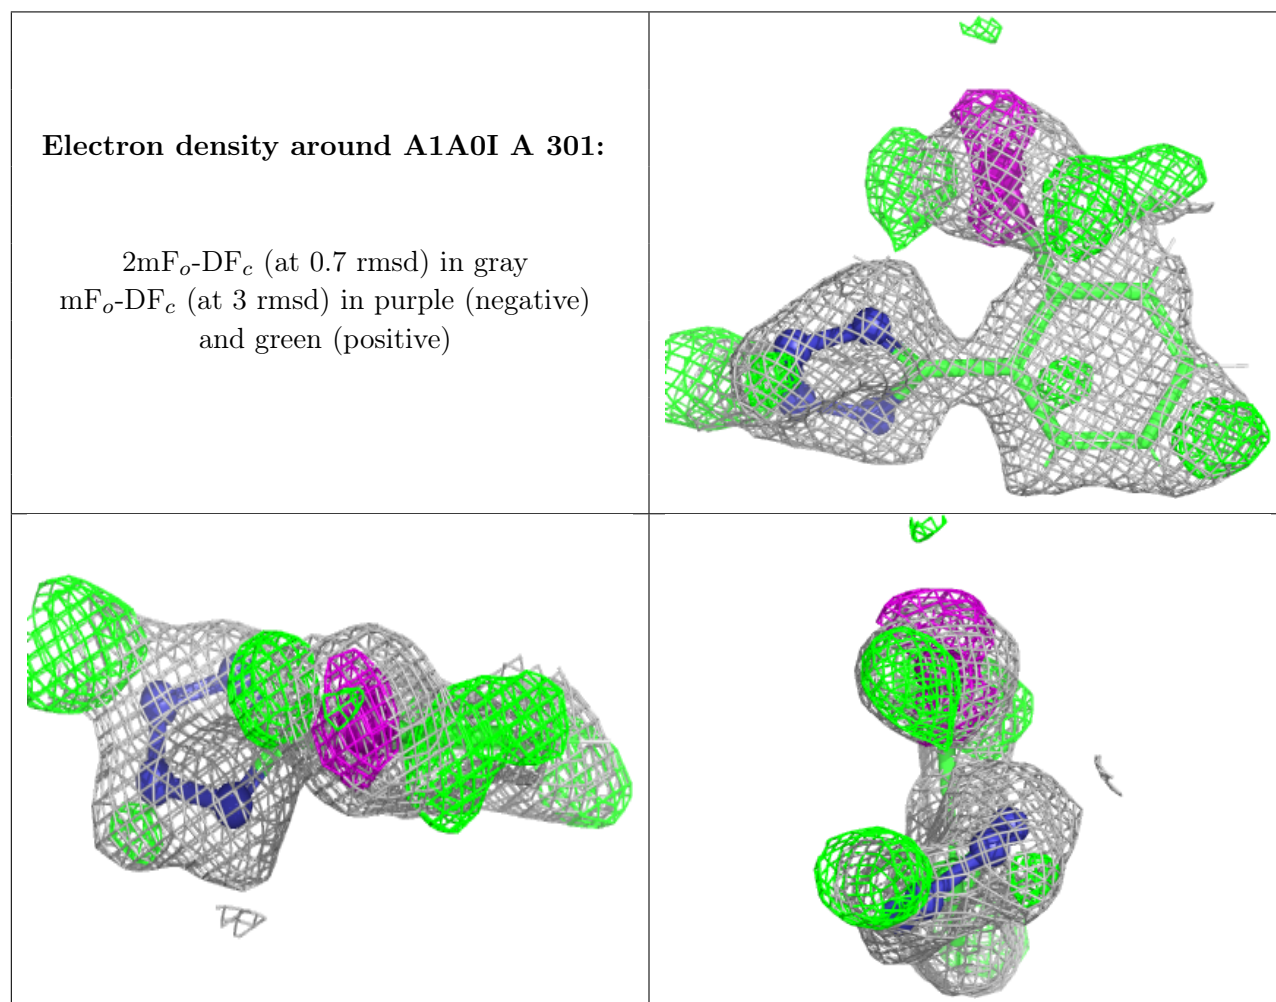 Electron density around A1A0I A 301:
2mFₒ-DF𝒸 (at 0.7 rmsd) in gray
mFₒ-DF𝒸 (at 3 rmsd) in purple (negative)
and green (positive)